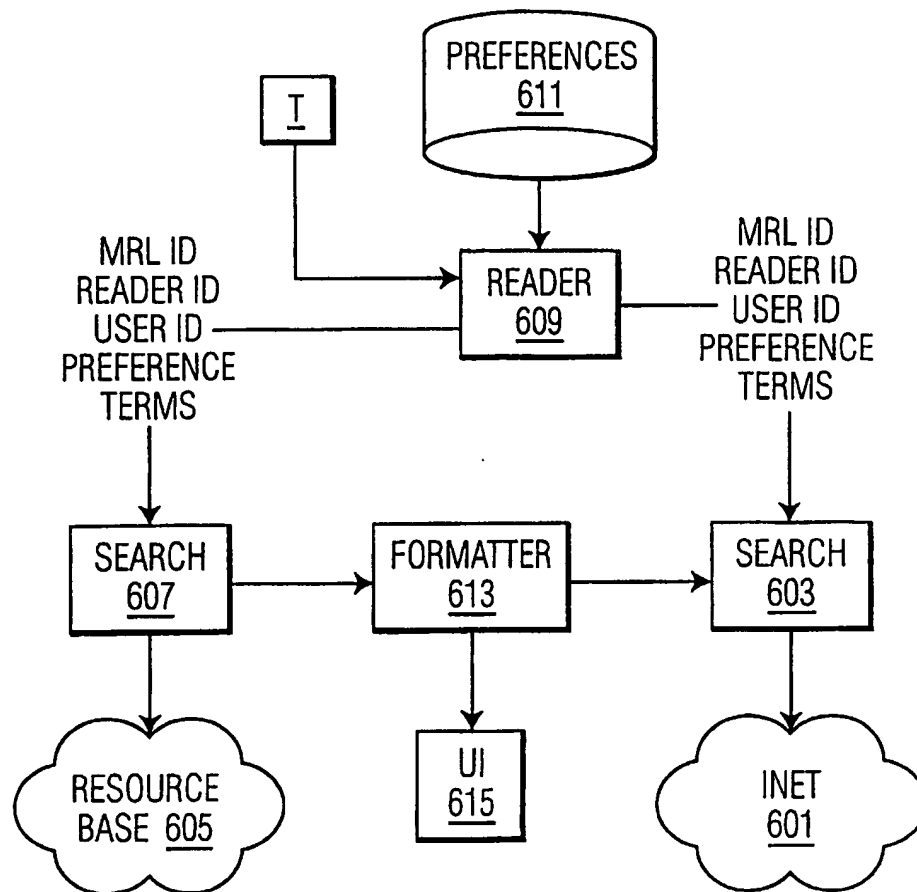 PREFERENCES
611
T
MRL ID
READER ID
USER ID
PREFERENCE
TERMS
READER
609
MRL ID
READER ID
USER ID
PREFERENCE
TERMS
SEARCH
607
FORMATTER
613
SEARCH
603
RESOURCE
BASE 605
UI
615
INET
601